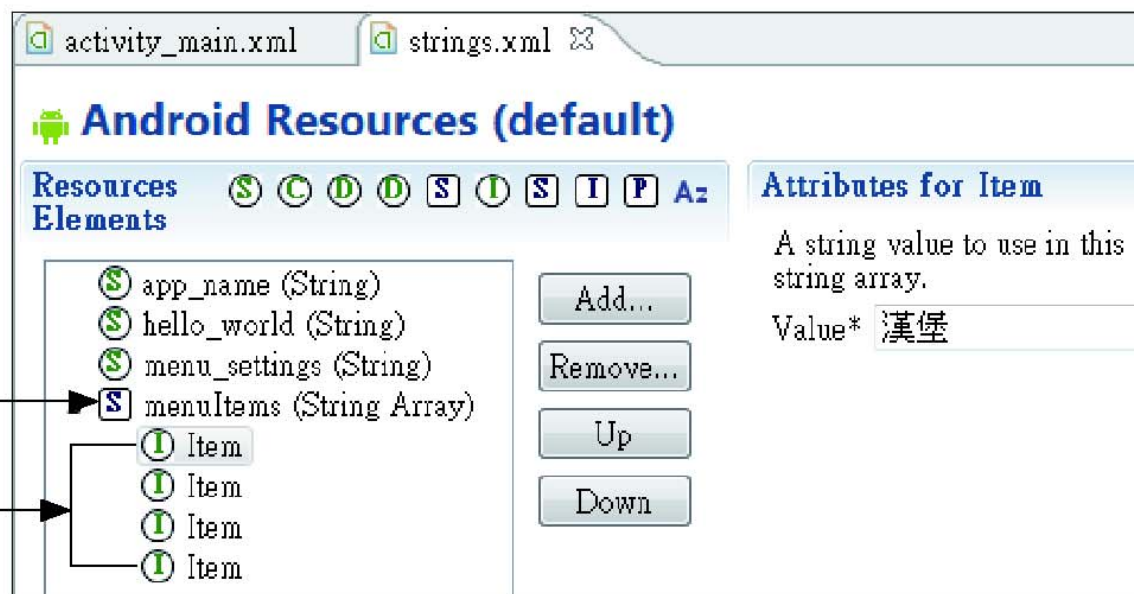 activity_main.xml
strings.xml
Android Resources (default)
Resources Elements
S C D D S I S I P Az
S app_name (String)
S hello_world (String)
S menu_settings (String)
S menuItems (String Array)
I Item
I Item
I Item
I Item
Add...
Remove...
Up
Down
Attributes for Item
A string value to use in this
string array.
Value* 漢堡